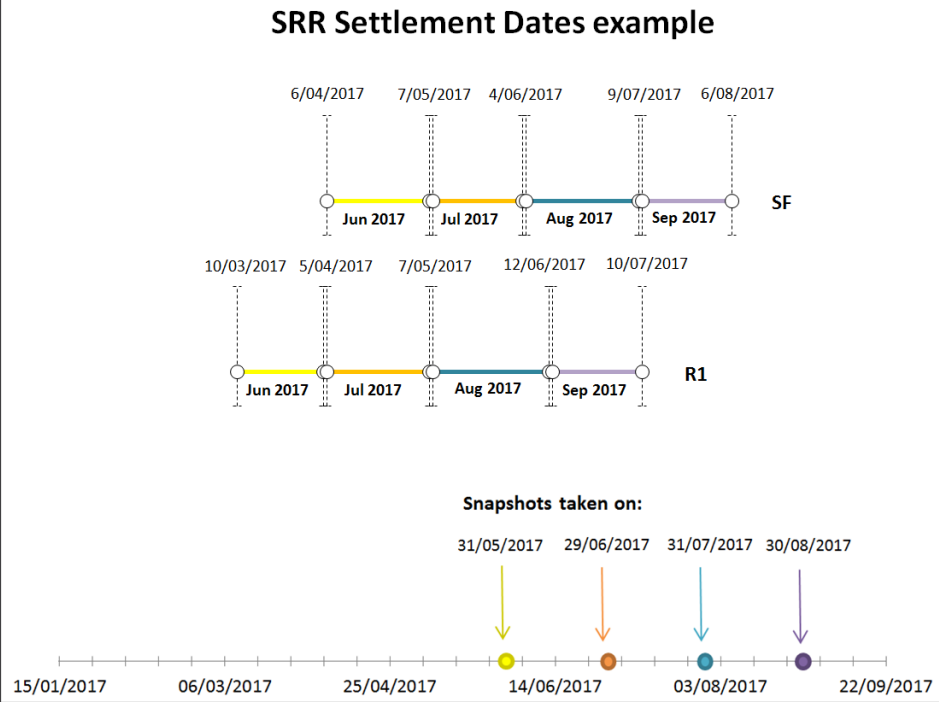 SRR Settlement Dates example
6/04/2017 7/05/2017 4/06/2017 9/07/2017 6/08/2017
SF
Jun 2017 Jul 2017 Aug 2017 Sep 2017
10/03/2017 5/04/2017 7/05/2017 12/06/2017 10/07/2017
R1
Jun 2017 Jul 2017 Aug 2017 Sep 2017
Snapshots taken on:
31/05/2017 29/06/2017 31/07/2017 30/08/2017
15/01/2017 06/03/2017 25/04/2017 14/06/2017 03/08/2017 22/09/2017